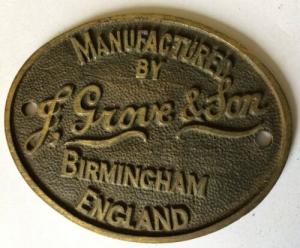 MANUFACTURED
BY
J. Grove & Son
BIRMINGHAM
ENGLAND